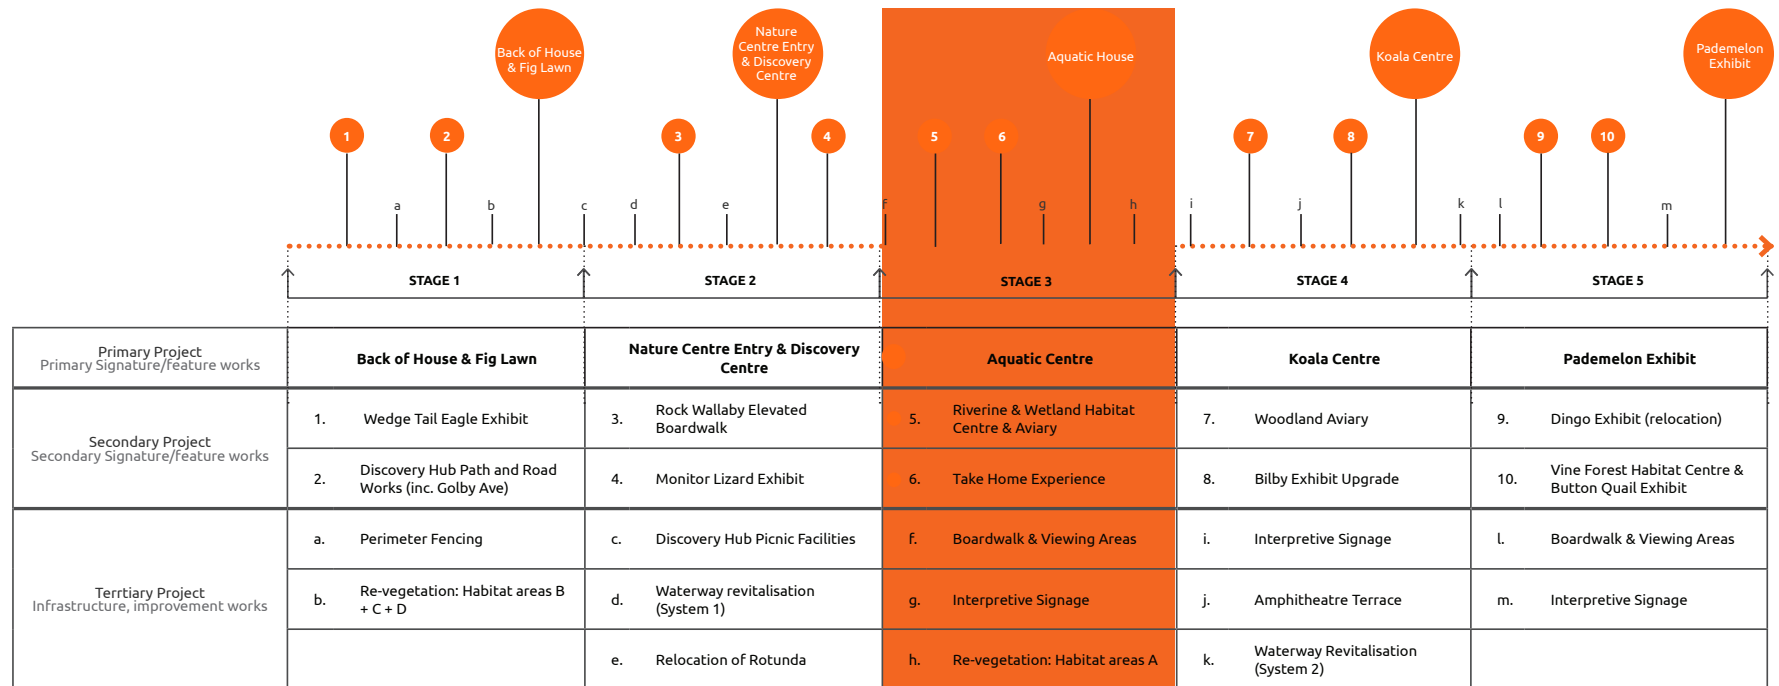 Back of House
& Fig Lawn
Nature
Centre Entry
& Discovery
Centre
Aquatic House
Koala Centre
Pademelon
Exhibit
1
2
3
4
5
6
7
8
9
10
a
b
c
d
e
f
g
h
i
j
k
l
m
STAGE 1
STAGE 2
STAGE 3
STAGE 4
STAGE 5
Primary Project
Primary Signature/feature works
Back of House & Fig Lawn
Nature Centre Entry & Discovery
Centre
Aquatic Centre
Koala Centre
Pademelon Exhibit
Secondary Project
Secondary Signature/feature works
1. Wedge Tail Eagle Exhibit
3. Rock Wallaby Elevated
Boardwalk
5. Riverine & Wetland Habitat
Centre & Aviary
7. Woodland Aviary
9. Dingo Exhibit (relocation)
2. Discovery Hub Path and Road
Works (inc. Golby Ave)
4. Monitor Lizard Exhibit
6. Take Home Experience
8. Bilby Exhibit Upgrade
10. Vine Forest Habitat Centre &
Button Quail Exhibit
Terrtiary Project
Infrastructure, improvement works
a. Perimeter Fencing
c. Discovery Hub Picnic Facilities
f. Boardwalk & Viewing Areas
i. Interpretive Signage
l. Boardwalk & Viewing Areas
b. Re-vegetation: Habitat areas B
+ C + D
d. Waterway revitalisation
(System 1)
g. Interpretive Signage
j. Amphitheatre Terrace
m. Interpretive Signage
e. Relocation of Rotunda
h. Re-vegetation: Habitat areas A
k. Waterway Revitalisation
(System 2)